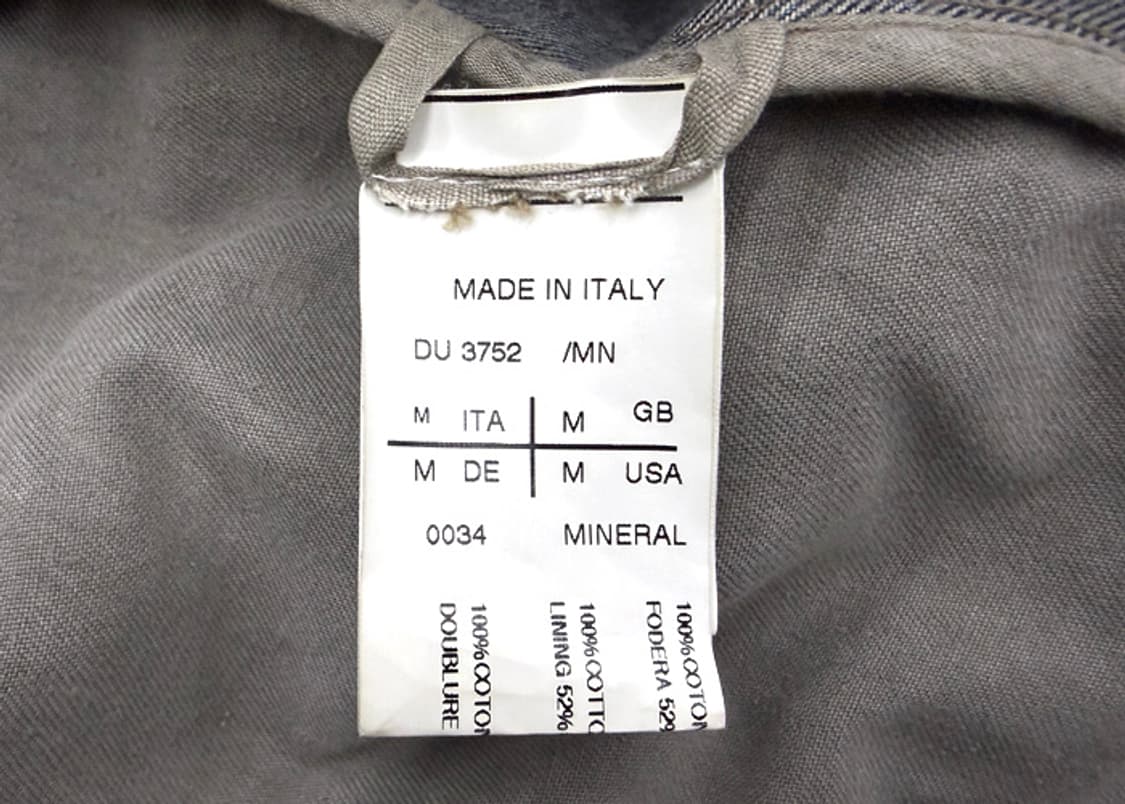 MADE IN ITALY
DU 3752 /MN
M ITA M GB
M DE M USA
0034 MINERAL
100%COTON
DOUBLURE
100%COTTO
LINING 52%
100%COTON
FODERA 52%